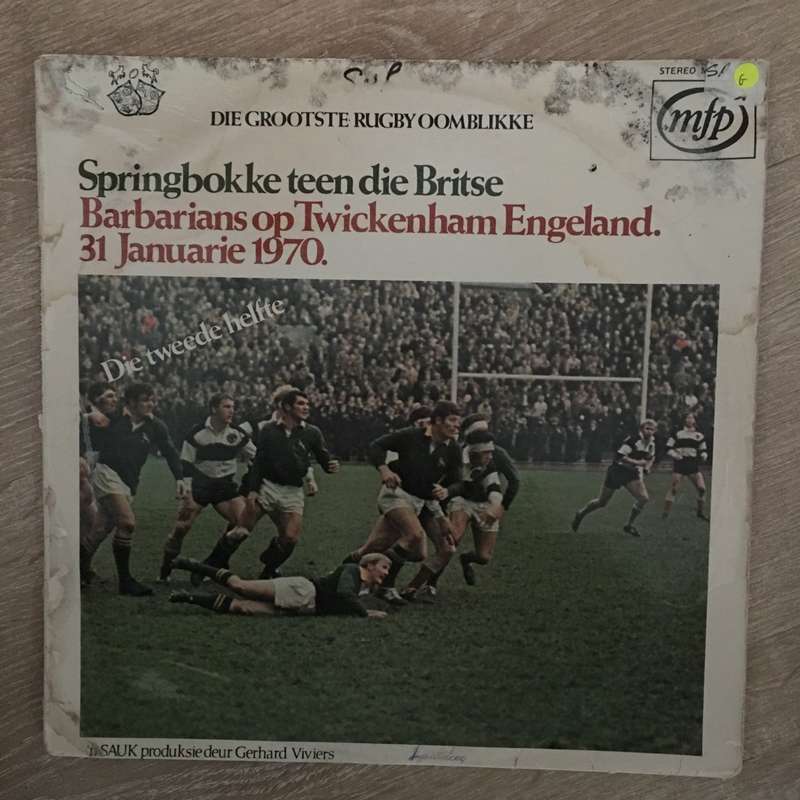 STEREO
G
mfp
DIE GROOTSTE RUGBY OOMBLIKKE
Springbokke teen die Britse
Barbarians op Twickenham Engeland.
31 Januarie 1970.
Die tweede helfte
'n SAUK produksie deur Gerhard Viviers